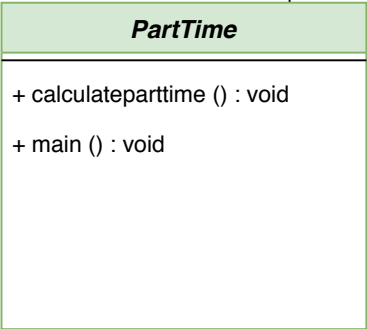 PartTime
+ calculateparttime () : void
+ main () : void